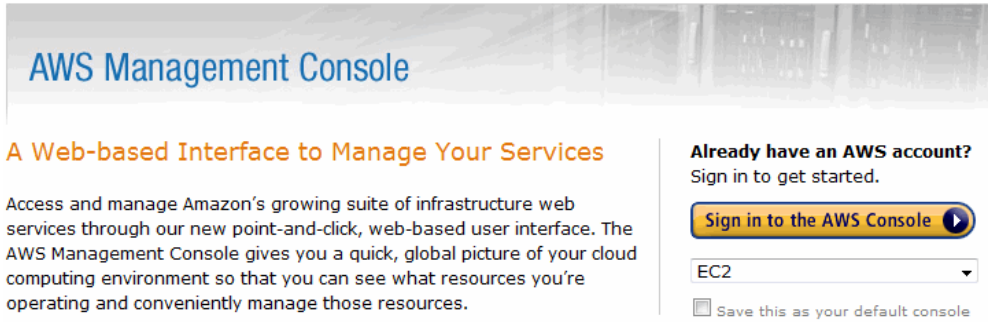 AWS Management Console
A Web-based Interface to Manage Your Services
Access and manage Amazon's growing suite of infrastructure web
services through our new point-and-click, web-based user interface. The
AWS Management Console gives you a quick, global picture of your cloud
computing environment so that you can see what resources you're
operating and conveniently manage those resources.
Already have an AWS account?
Sign in to get started.
Sign in to the AWS Console
EC2
Save this as your default console